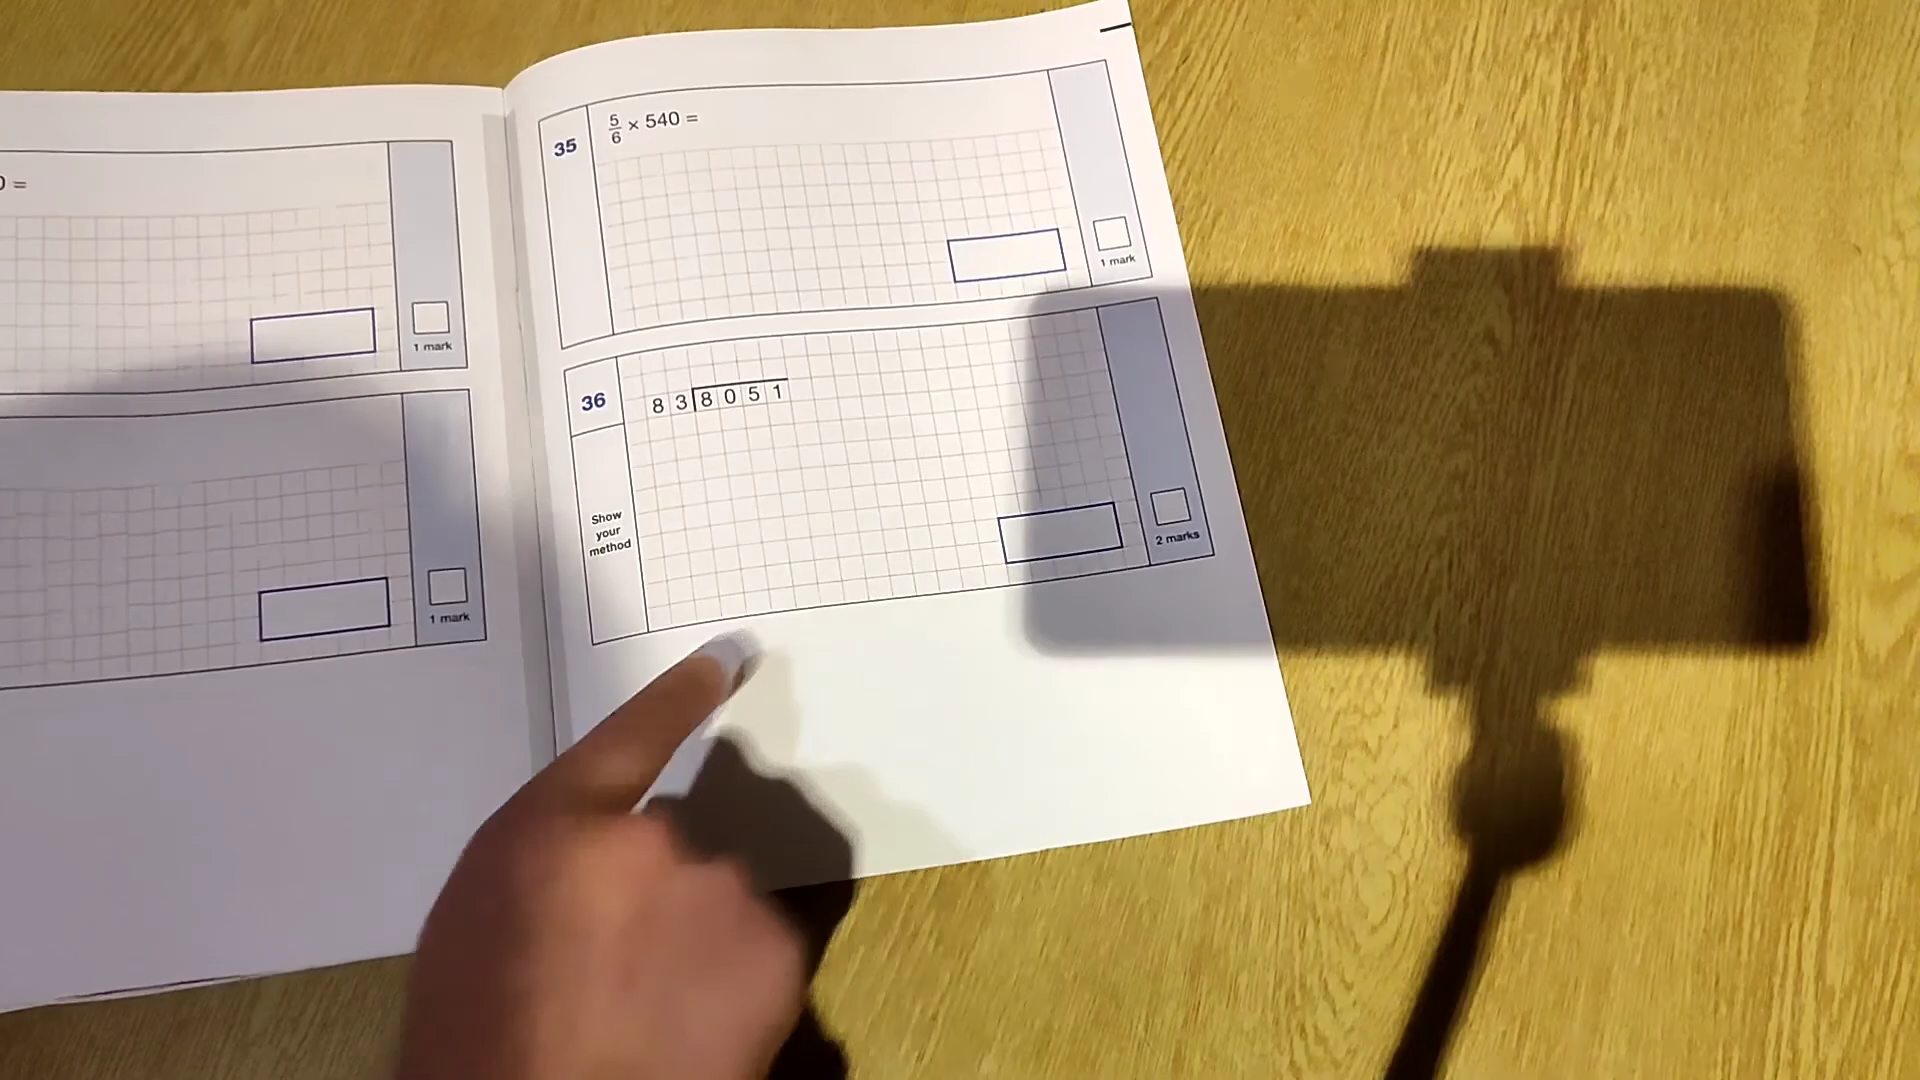 0 =
1 mark
1 mark
35
5/6 × 540 =
1 mark
36
83 8051
Show
your
method
2 marks